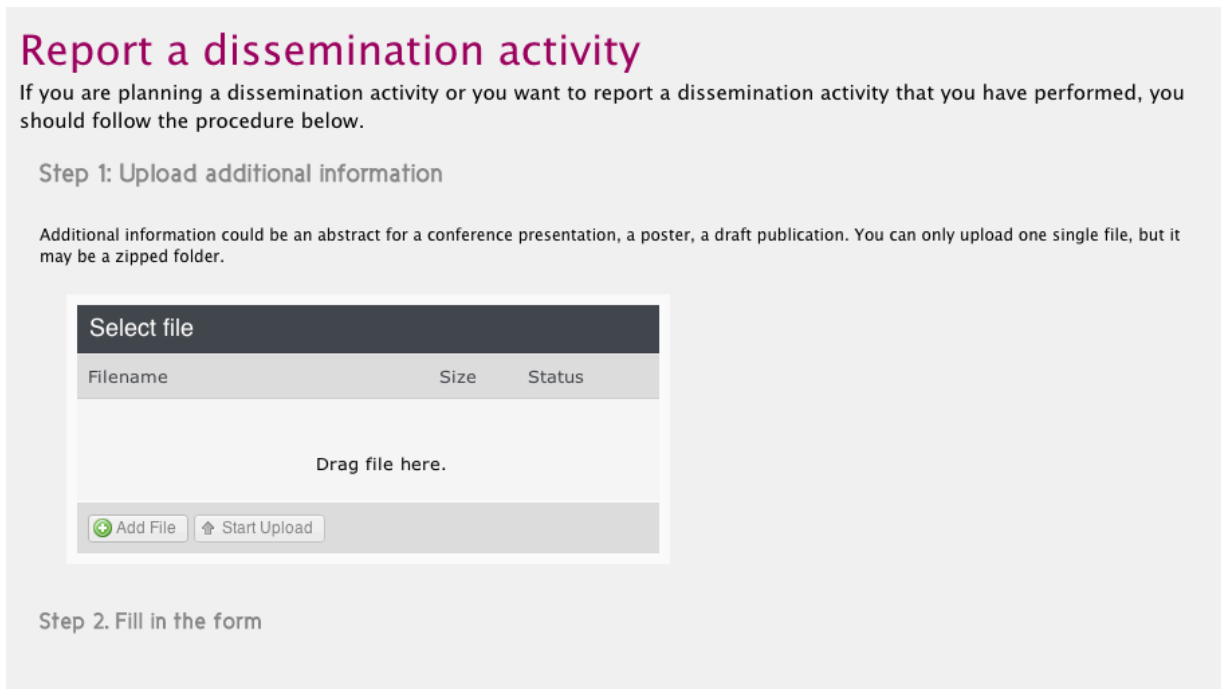 Report a dissemination activity
If you are planning a dissemination activity or you want to report a dissemination activity that you have performed, you
should follow the procedure below.
Step 1: Upload additional information
Additional information could be an abstract for a conference presentation, a poster, a draft publication. You can only upload one single file, but it
may be a zipped folder.
Select file
Filename Size Status
Drag file here.
Add File Start Upload
Step 2. Fill in the form